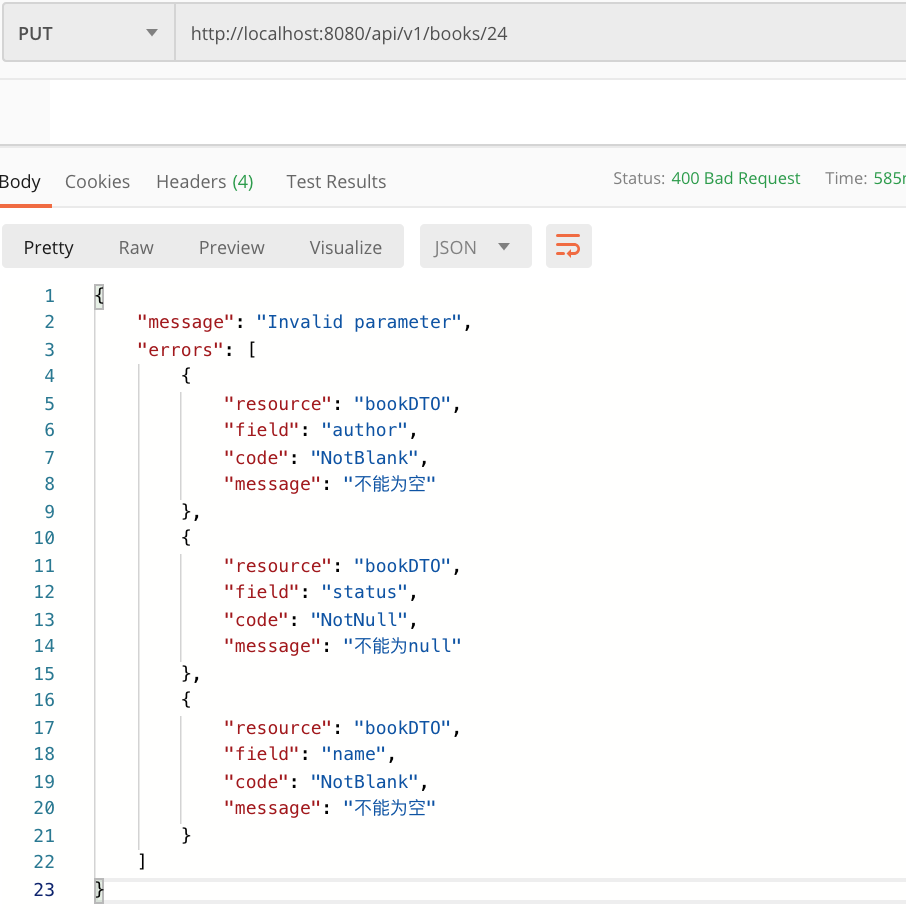 PUT http://localhost:8080/api/v1/books/24
Body Cookies Headers (4) Test Results Status: 400 Bad Request Time: 585
Pretty Raw Preview Visualize JSON
1 {
2 "message": "Invalid parameter",
3 "errors": [
4 {
5 "resource": "bookDTO",
6 "field": "author",
7 "code": "NotBlank",
8 "message": "不能为空"
9 },
10 {
11 "resource": "bookDTO",
12 "field": "status",
13 "code": "NotNull",
14 "message": "不能为null"
15 },
16 {
17 "resource": "bookDTO",
18 "field": "name",
19 "code": "NotBlank",
20 "message": "不能为空"
21 }
22 ]
23 }